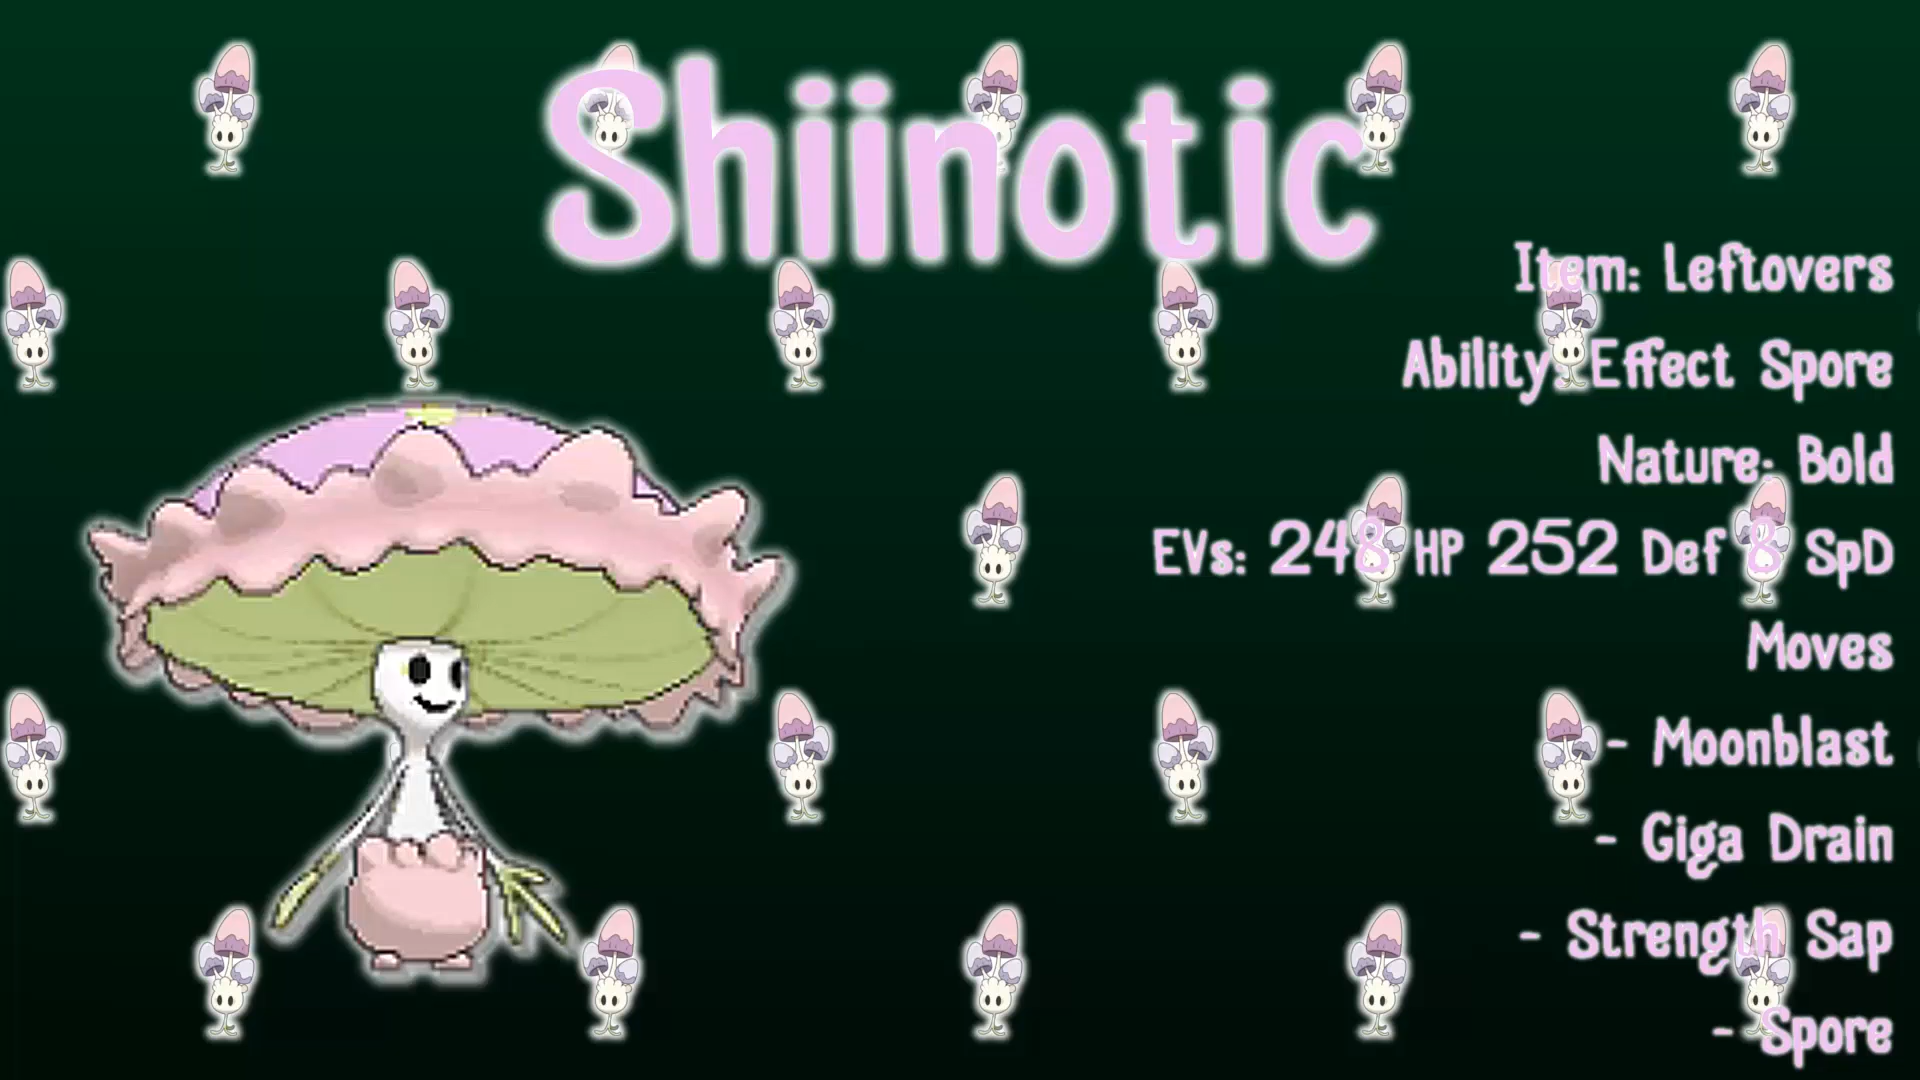 Shiinotic
Item: Leftovers
Ability: Effect Spore
Nature: Bold
EVs: 248 HP 252 Def 8 SpD
Moves
- Moonblast
- Giga Drain
- Strength Sap
- Spore